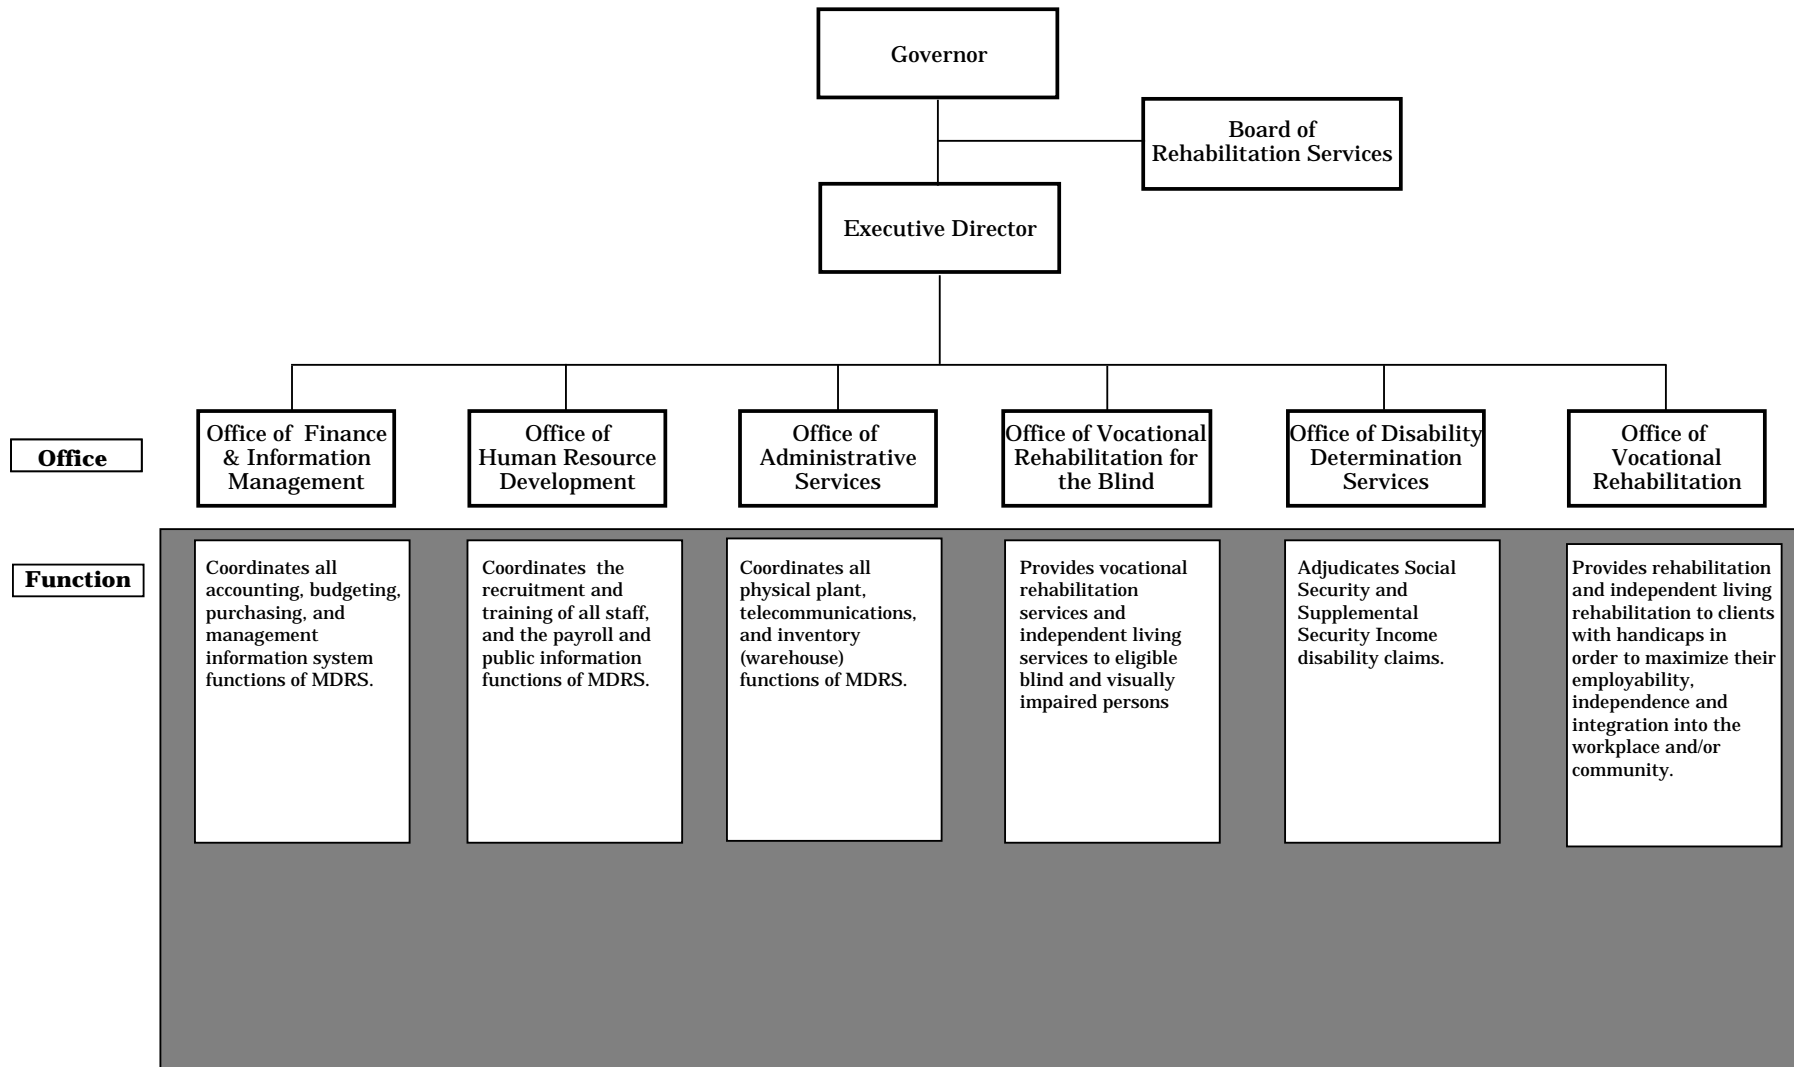 Governor
Board of
Rehabilitation Services
Executive Director
Office
Office of  Finance
& Information
Management
Office of
Human Resource
Development
Office of
Administrative
Services
Office of Vocational
Rehabilitation for
the Blind
Office of Disability
Determination
Services
Office of
Vocational
Rehabilitation
Function
Coordinates all
accounting, budgeting,
purchasing, and
management
information system
functions of MDRS.
Coordinates  the
recruitment and
training of all staff,
and the payroll and
public information
functions of MDRS.
Coordinates all
physical plant,
telecommunications,
and inventory
(warehouse)
functions of MDRS.
Provides vocational
rehabilitation
services and
independent living
services to eligible
blind and visually
impaired persons
Adjudicates Social
Security and
Supplemental
Security Income
disability claims.
Provides rehabilitation
and independent living
rehabilitation to clients
with handicaps in
order to maximize their
employability,
independence and
integration into the
workplace and/or
community.